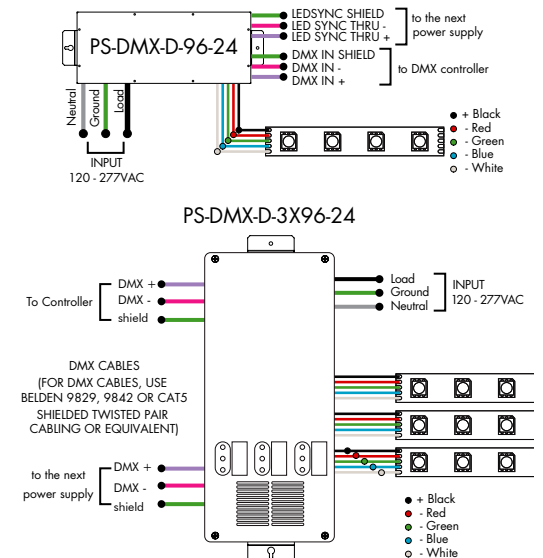 PS-DMX-D-96-24
LEDSYNC SHIELD
LED SYNC THRU -
LED SYNC THRU +
to the next
power supply
DMX IN SHIELD
DMX IN -
DMX IN +
to DMX controller
Neutral
Ground
Load
INPUT
120 - 277VAC
+ Black
- Red
- Green
- Blue
- White
PS-DMX-D-3X96-24
To Controller
DMX +
DMX -
shield
Load
Ground
Neutral
INPUT
120 - 277VAC
DMX CABLES
(FOR DMX CABLES, USE
BELDEN 9829, 9842 OR CAT5
SHIELDED TWISTED PAIR
CABLING OR EQUIVALENT)
to the next
power supply
DMX +
DMX -
shield
+ Black
- Red
- Green
- Blue
- White